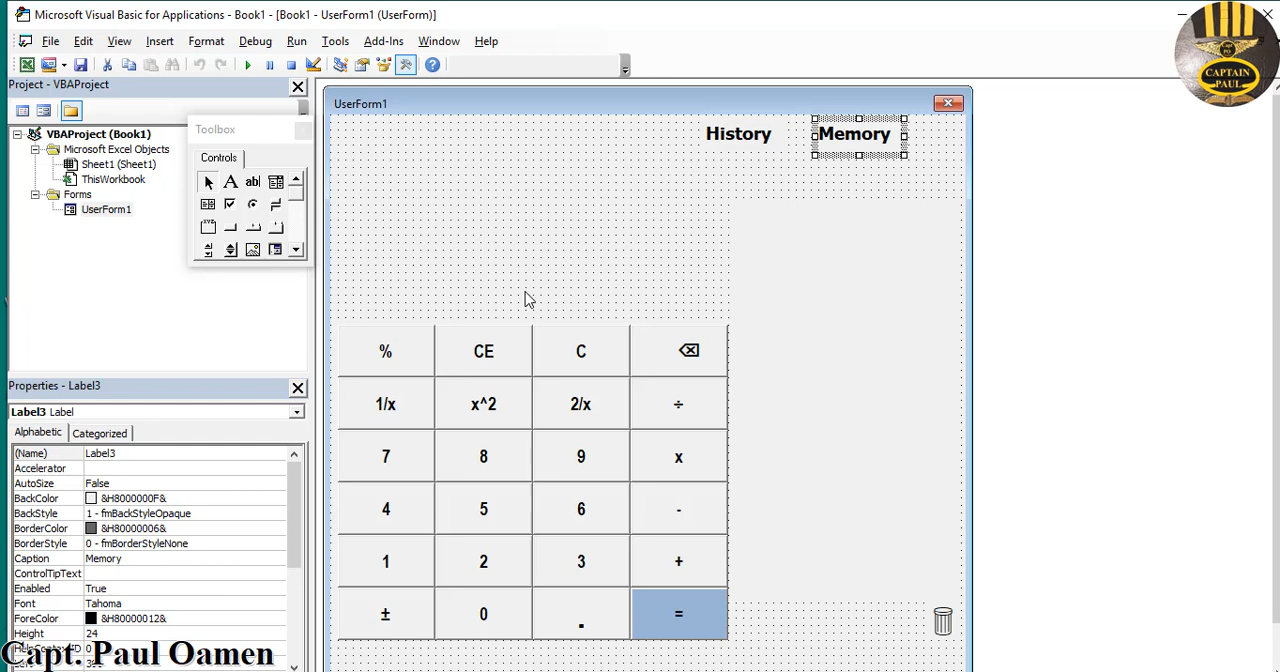 Microsoft Visual Basic for Applications - Book1 - [Book1 - UserForm1 (UserForm)]
File Edit View Insert Format Debug Run Tools Add-Ins Window Help
CAPTAIN
PAUL
Project - VBAProject
VBAProject (Book1)
Microsoft Excel Objects
Sheet1 (Sheet1)
ThisWorkbook
Forms
UserForm1
Toolbox
Controls
UserForm1
History Memory
% CE C ⌫
1/x x^2 2/x ÷
7 8 9 x
4 5 6 -
1 2 3 +
± 0 . =
Properties - Label3
Label3 Label
Alphabetic Categorized
(Name) Label3
Accelerator
AutoSize False
BackColor &H8000000F&
BackStyle 1 - fmBackStyleOpaque
BorderColor &H80000006&
BorderStyle 0 - fmBorderStyleNone
Caption Memory
ControlTipText
Enabled True
Font Tahoma
ForeColor &H80000012&
Height 24
Capt. Paul Oamen